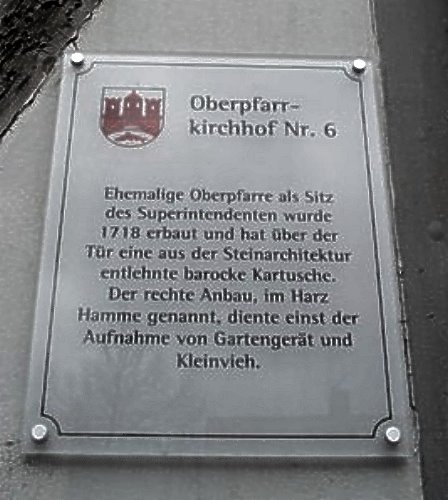 Oberpfarr-
kirchhof Nr. 6
Ehemalige Oberpfarre als Sitz
des Superintendenten wurde
1718 erbaut und hat über der
Tür eine aus der Steinarchitektur
entlehnte barocke Kartusche.
Der rechte Anbau, im Harz
Hamme genannt, diente einst der
Aufnahme von Gartengerät und
Kleinvieh.